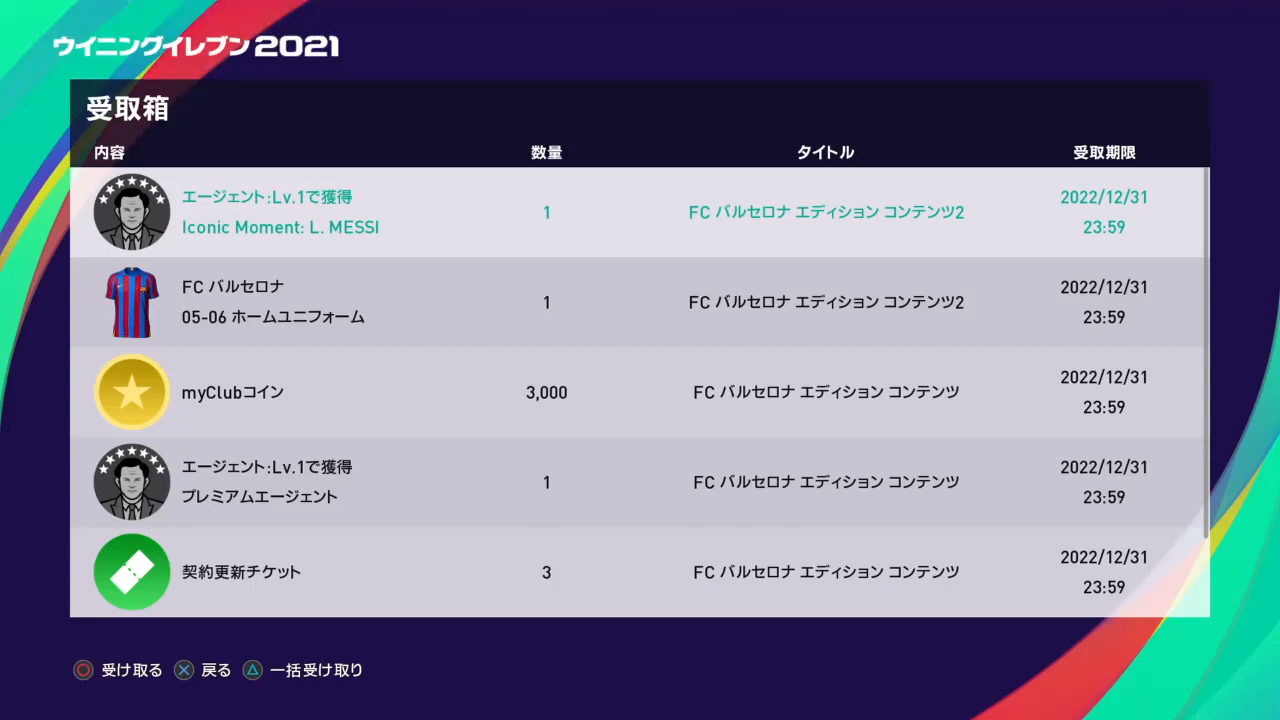 ウイニングイレブン2021
受取箱
内容 数量 タイトル 受取期限
エージェント:Lv.1で獲得
Iconic Moment: L. MESSI
1
FC バルセロナ エディション コンテンツ2
2022/12/31
23:59
FC バルセロナ
05-06 ホームユニフォーム
1
FC バルセロナ エディション コンテンツ2
2022/12/31
23:59
myClubコイン
3,000
FC バルセロナ エディション コンテンツ
2022/12/31
23:59
エージェント:Lv.1で獲得
プレミアムエージェント
1
FC バルセロナ エディション コンテンツ
2022/12/31
23:59
契約更新チケット
3
FC バルセロナ エディション コンテンツ
2022/12/31
23:59
受け取る 戻る 一括受け取り